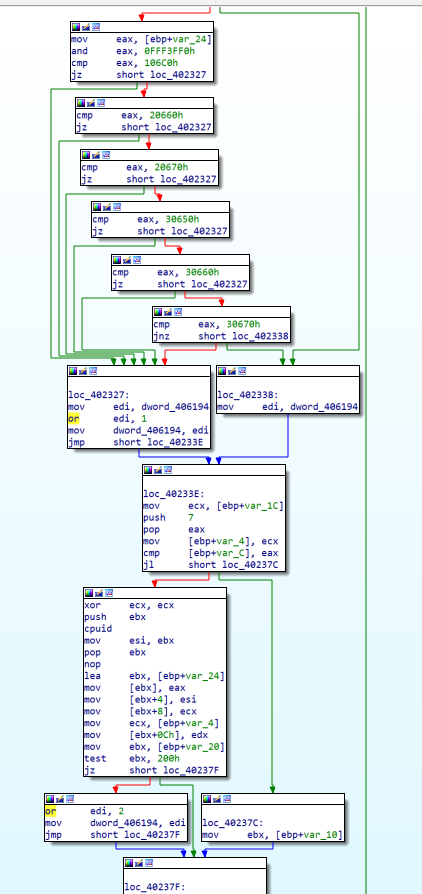 mov eax, [ebp+var_24]
and eax, 0FFF3FF0h
cmp eax, 106C0h
jz short loc_402327
cmp eax, 20660h
jz short loc_402327
cmp eax, 20670h
jz short loc_402327
cmp eax, 30650h
jz short loc_402327
cmp eax, 30660h
jz short loc_402327
cmp eax, 30670h
jnz short loc_402338
loc_402327:
mov edi, dword_406194
or edi, 1
mov dword_406194, edi
jmp short loc_40233E
loc_402338:
mov edi, dword_406194
loc_40233E:
mov ecx, [ebp+var_1C]
push 7
pop eax
mov [ebp+var_4], ecx
cmp [ebp+var_C], eax
jl short loc_40237C
xor ecx, ecx
push ebx
cpuid
mov esi, ebx
pop ebx
nop
lea ebx, [ebp+var_24]
mov [ebx], eax
mov [ebx+4], esi
mov [ebx+8], ecx
mov ecx, [ebp+var_4]
mov [ebx+0Ch], edx
mov ebx, [ebp+var_20]
test ebx, 200h
jz short loc_40237F
or edi, 2
mov dword_406194, edi
jmp short loc_40237F
loc_40237C:
mov ebx, [ebp+var_10]
loc_40237F: